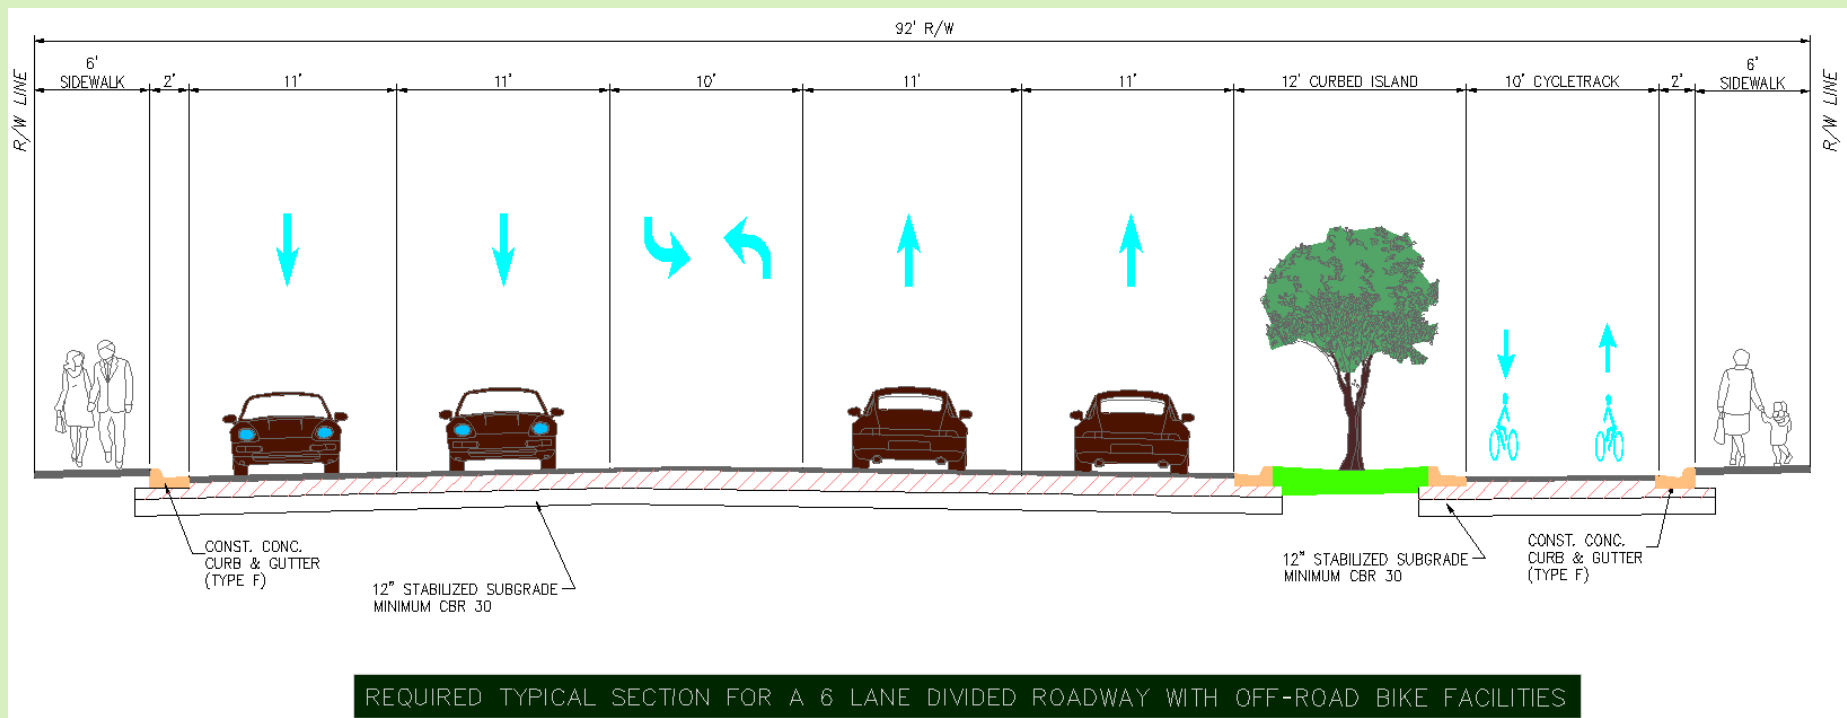 92' R/W
R/W LINE
6'
SIDEWALK
2'
11'
11'
10'
11'
11'
12' CURBED ISLAND
10' CYCLETRACK
2'
6'
SIDEWALK
R/W LINE
CONST. CONC.
CURB & GUTTER
(TYPE F)
12" STABILIZED SUBGRADE
MINIMUM CBR 30
12" STABILIZED SUBGRADE
MINIMUM CBR 30
CONST. CONC.
CURB & GUTTER
(TYPE F)
REQUIRED TYPICAL SECTION FOR A 6 LANE DIVIDED ROADWAY WITH OFF-ROAD BIKE FACILITIES